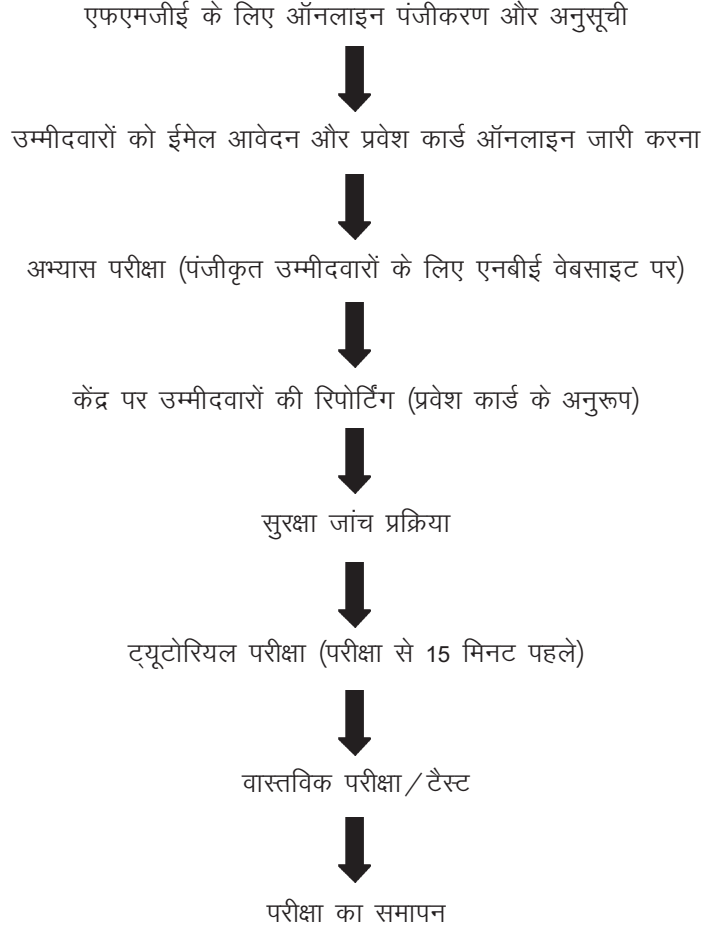 एफएमजीई के लिए ऑनलाइन पंजीकरण और अनुसूची
उम्मीदवारों को ईमेल आवेदन और प्रवेश कार्ड ऑनलाइन जारी करना
अभ्यास परीक्षा (पंजीकृत उम्मीदवारों के लिए एनबीई वेबसाइट पर)
केंद्र पर उम्मीदवारों की रिपोर्टिंग (प्रवेश कार्ड के अनुरूप)
सुरक्षा जांच प्रक्रिया
ट्यूटोरियल परीक्षा (परीक्षा से 15 मिनट पहले)
वास्तविक परीक्षा/टैस्ट
परीक्षा का समापन